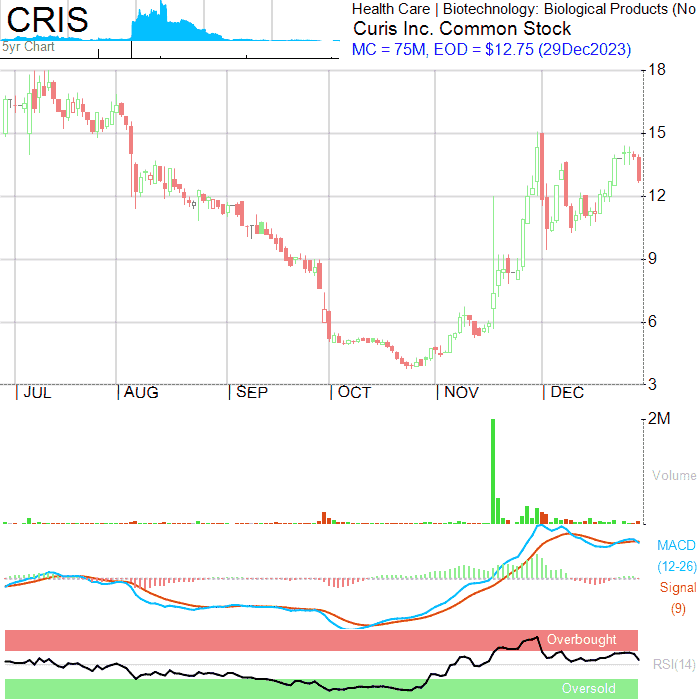 CRIS
5yr Chart
Health Care | Biotechnology: Biological Products (No
Curis Inc. Common Stock
MC = 75M, EOD = $12.75 (29Dec2023)
18
15
12
9
6
3
JUL AUG SEP OCT NOV DEC
2M
Volume
MACD
(12-26)
Signal
(9)
Overbought
RSI(14)
Oversold